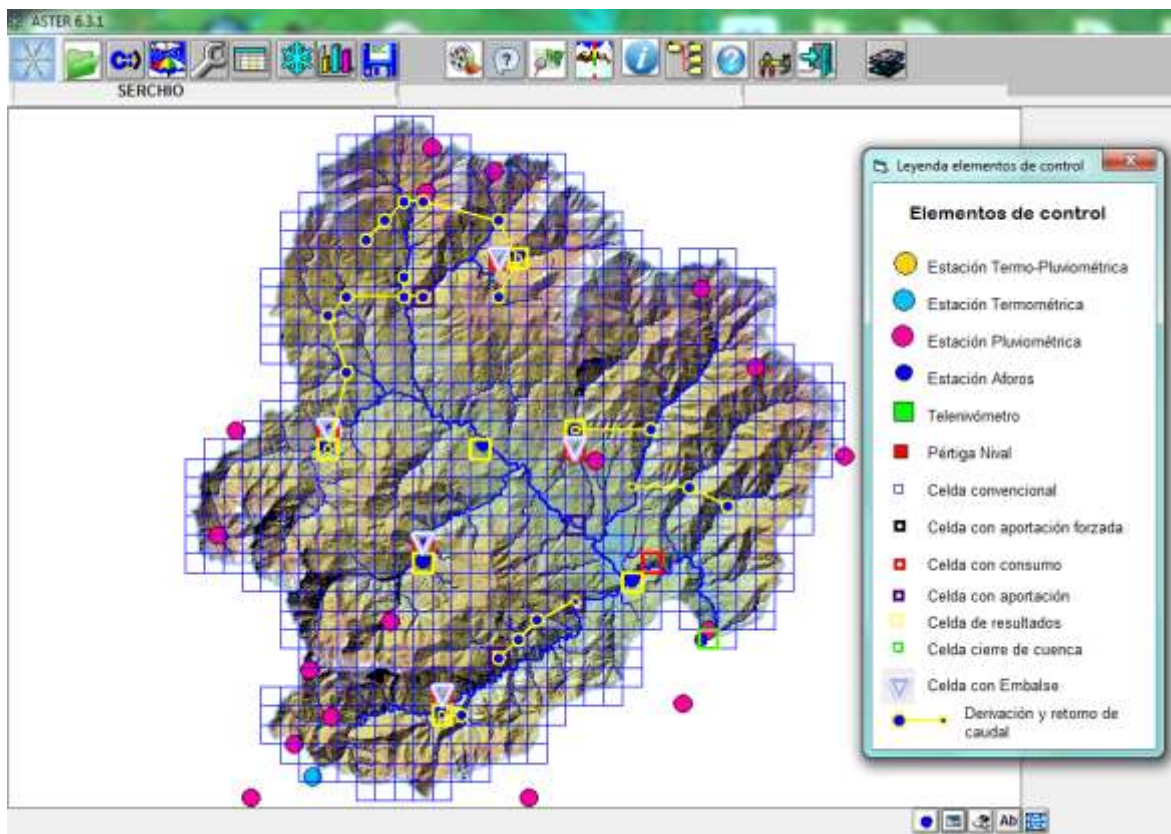 ASTER 6.3.1
C:\)
SERCHIO
Leyenda elementos de control
Elementos de control
Estación Termo-Pluviométrica
Estación Termométrica
Estación Pluviométrica
Estación Aforos
Telenivómetro
Pértiga Nival
Celda convencional
Celda con aportación forzada
Celda con consumo
Celda con aportación
Celda de resultados
Celda cierre de cuenca
Celda con Embalse
Derivación y retorno de
caudal
Ab